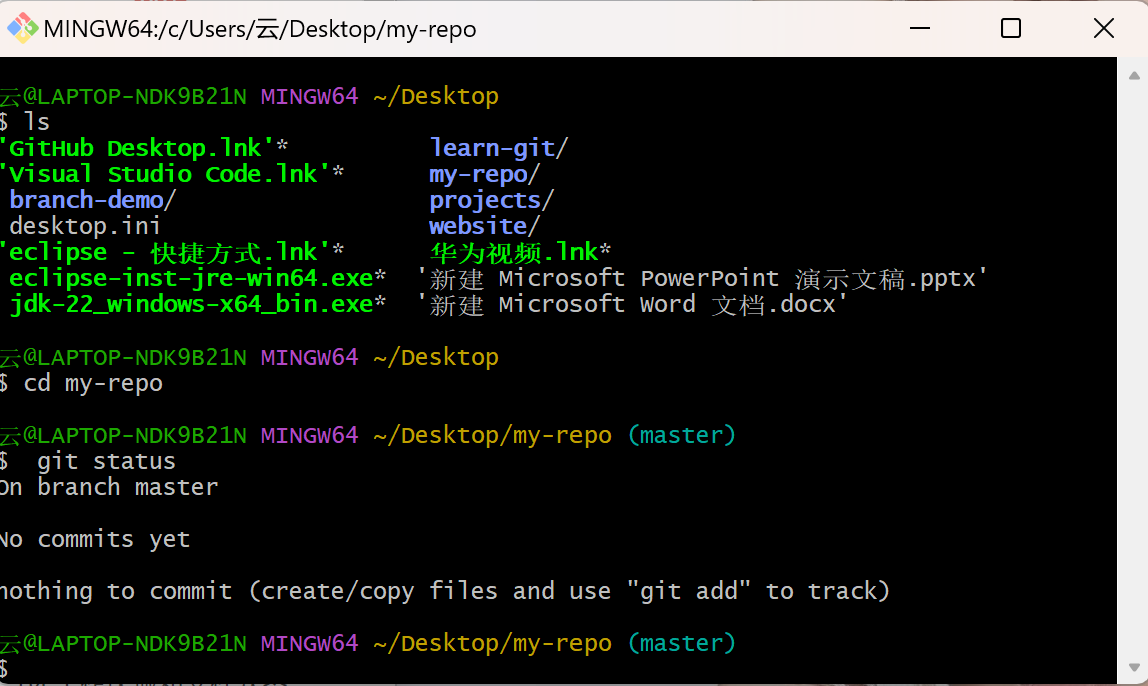 MINGW64:/c/Users/云/Desktop/my-repo
云@LAPTOP-NDK9B21N MINGW64 ~/Desktop
$ ls
'GitHub Desktop.lnk'* learn-git/
'Visual Studio Code.lnk'* my-repo/
branch-demo/ projects/
desktop.ini website/
'eclipse - 快捷方式.lnk'* 华为视频.lnk*
eclipse-inst-jre-win64.exe* '新建 Microsoft PowerPoint 演示文稿.pptx'
jdk-22_windows-x64_bin.exe* '新建 Microsoft Word 文档.docx'
云@LAPTOP-NDK9B21N MINGW64 ~/Desktop
$ cd my-repo
云@LAPTOP-NDK9B21N MINGW64 ~/Desktop/my-repo (master)
$  git status
On branch master
No commits yet
nothing to commit (create/copy files and use "git add" to track)
云@LAPTOP-NDK9B21N MINGW64 ~/Desktop/my-repo (master)
$